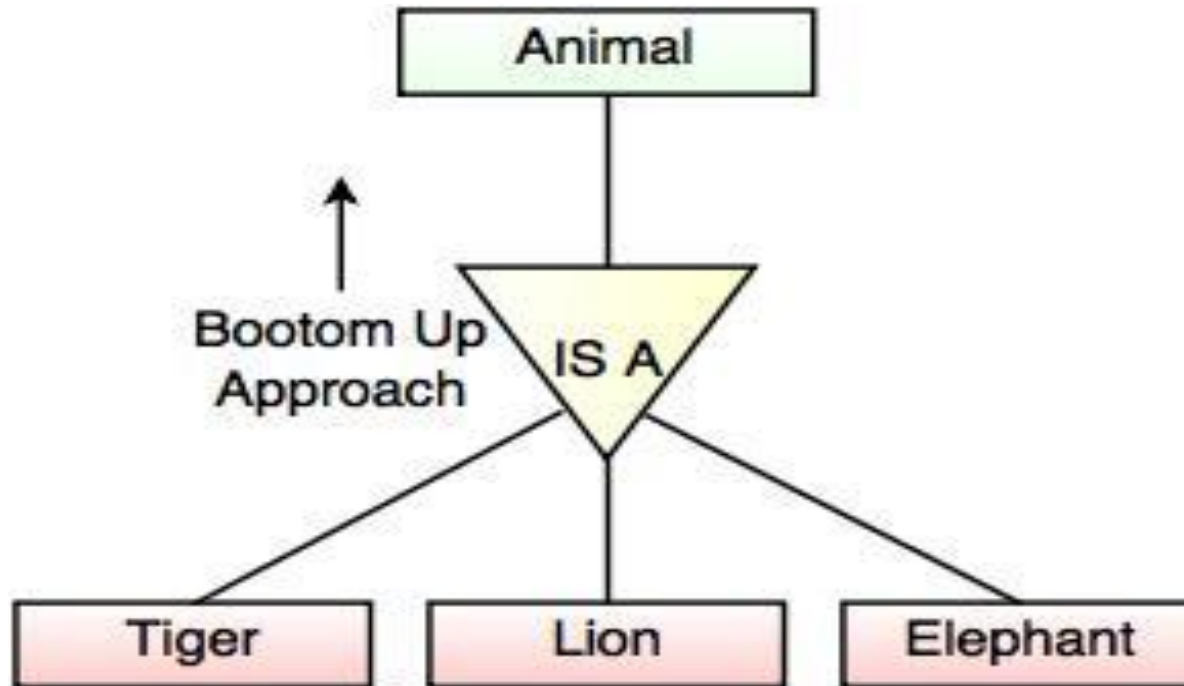 Animal
Bootom Up
Approach
IS A
Tiger
Lion
Elephant